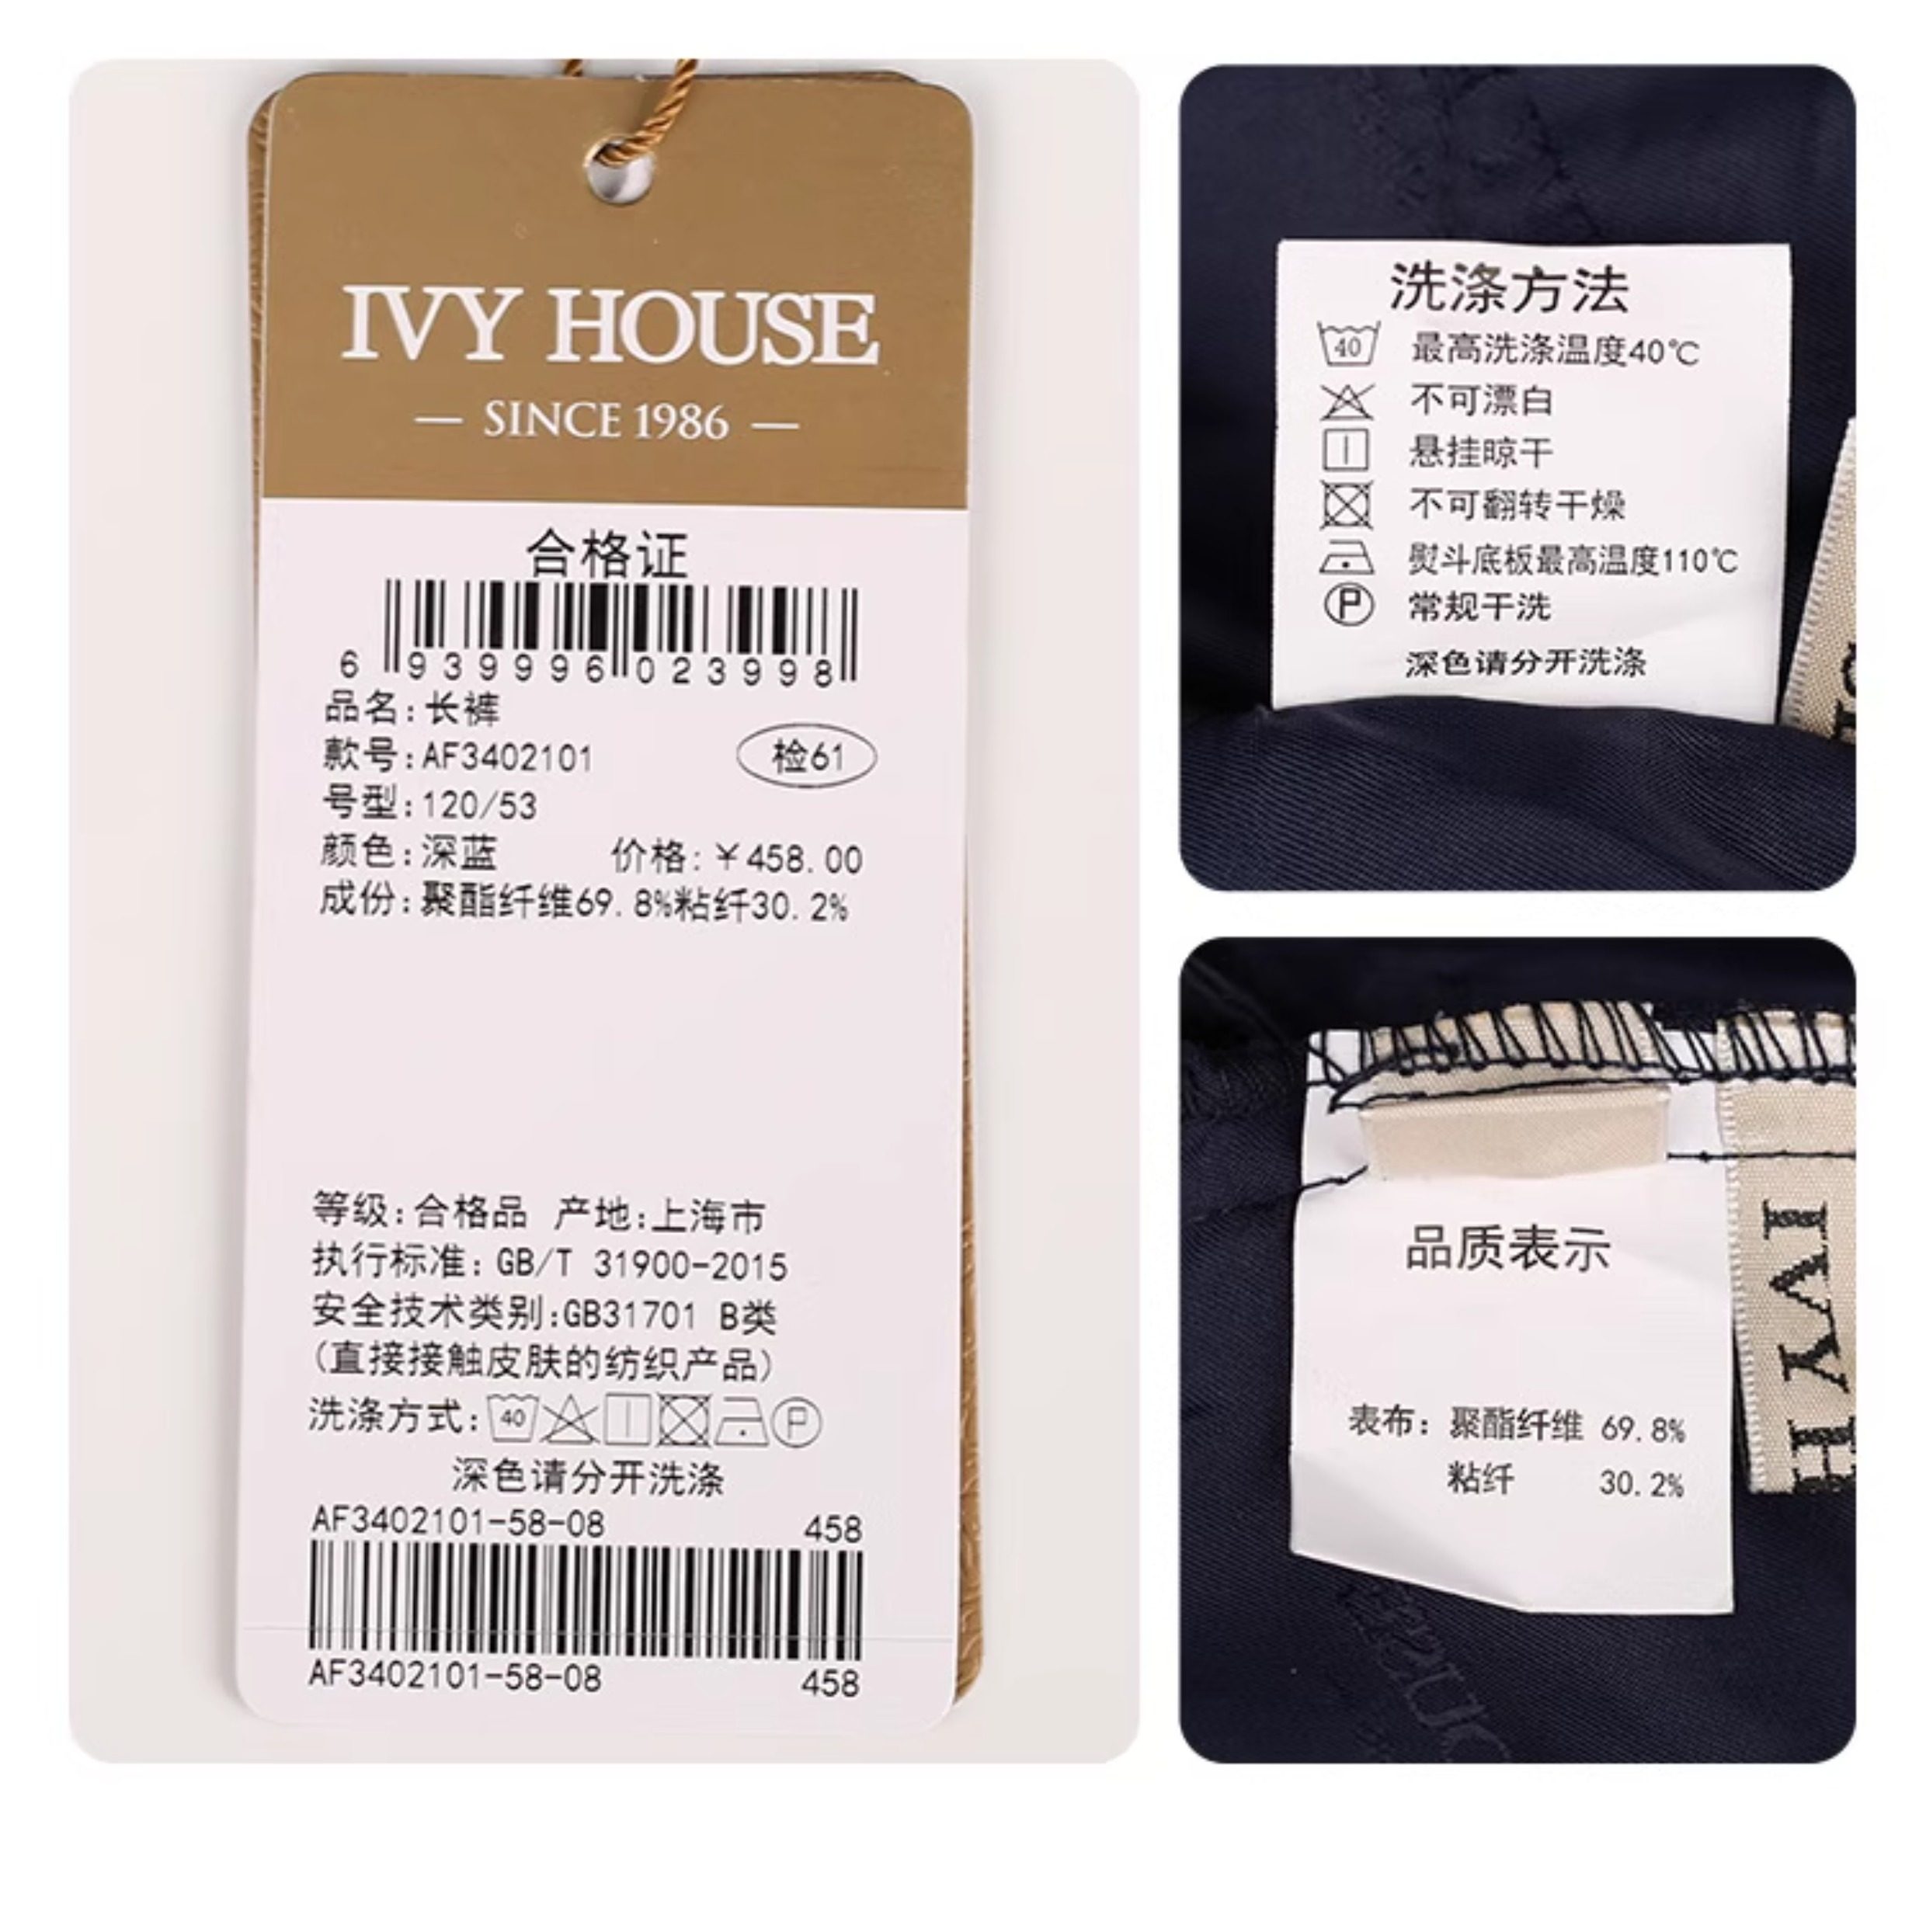 IVY HOUSE
— SINCE 1986 —
合格证
6 939996 023998
品名:长裤
款号:AF3402101
检61
号型:120/53
颜色:深蓝 价格:¥458.00
成份:聚酯纤维69.8%粘纤30.2%
等级:合格品 产地:上海市
执行标准:GB/T 31900-2015
安全技术类别:GB31701 B类
(直接接触皮肤的纺织产品)
洗涤方式: 40 P
深色请分开洗涤
AF3402101-58-08 458
AF3402101-58-08 458
洗涤方法
40 最高洗涤温度40℃
不可漂白
悬挂晾干
不可翻转干燥
熨斗底板最高温度110℃
P 常规干洗
深色请分开洗涤
品质表示
表布: 聚酯纤维 69.8%
粘纤 30.2%
IVY H